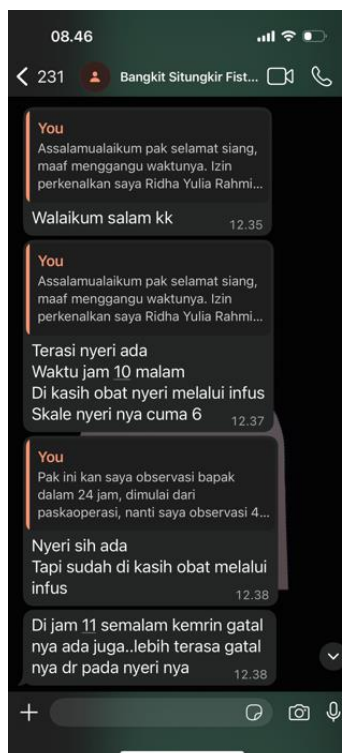 08.46
231
Bangkit Situngkir Fist...
You
Assalamualaikum pak selamat siang,
maaf menggangu waktunya. Izin
perkenalkan saya Ridha Yulia Rahmi...
Walaikum salam kk
12.35
You
Assalamualaikum pak selamat siang,
maaf menggangu waktunya. Izin
perkenalkan saya Ridha Yulia Rahmi...
Terasi nyeri ada
Waktu jam 10 malam
Di kasih obat nyeri melalui infus
Skale nyeri nya cuma 6
12.37
You
Pak ini kan saya observasi bapak
dalam 24 jam, dimulai dari
paskaoperasi, nanti saya observasi 4...
Nyeri sih ada
Tapi sudah di kasih obat melalui
infus
12.38
Di jam 11 semalam kemrin gatal
nya ada juga..lebih terasa gatal
nya dr pada nyeri nya
12.38